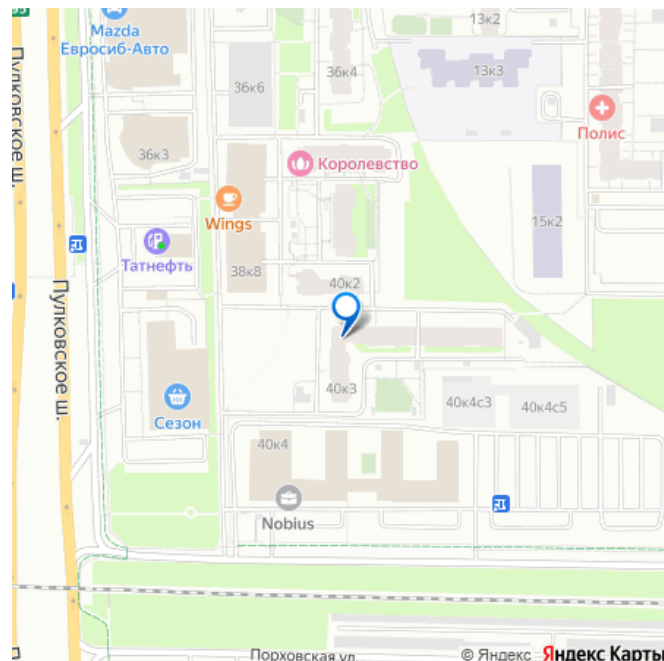 13к2
Mazda
Евросиб-Авто
36к4
13к3
36к6
Полис
36к3
Королевство
Пулковское ш.
Wings
15к2
Татнефть
38к8
40к2
Пулковское ш.
40к3
40к4с3
40к4с5
Сезон
40к4
Nobius
Порховская ул.
© Яндекс Яндекс Карты